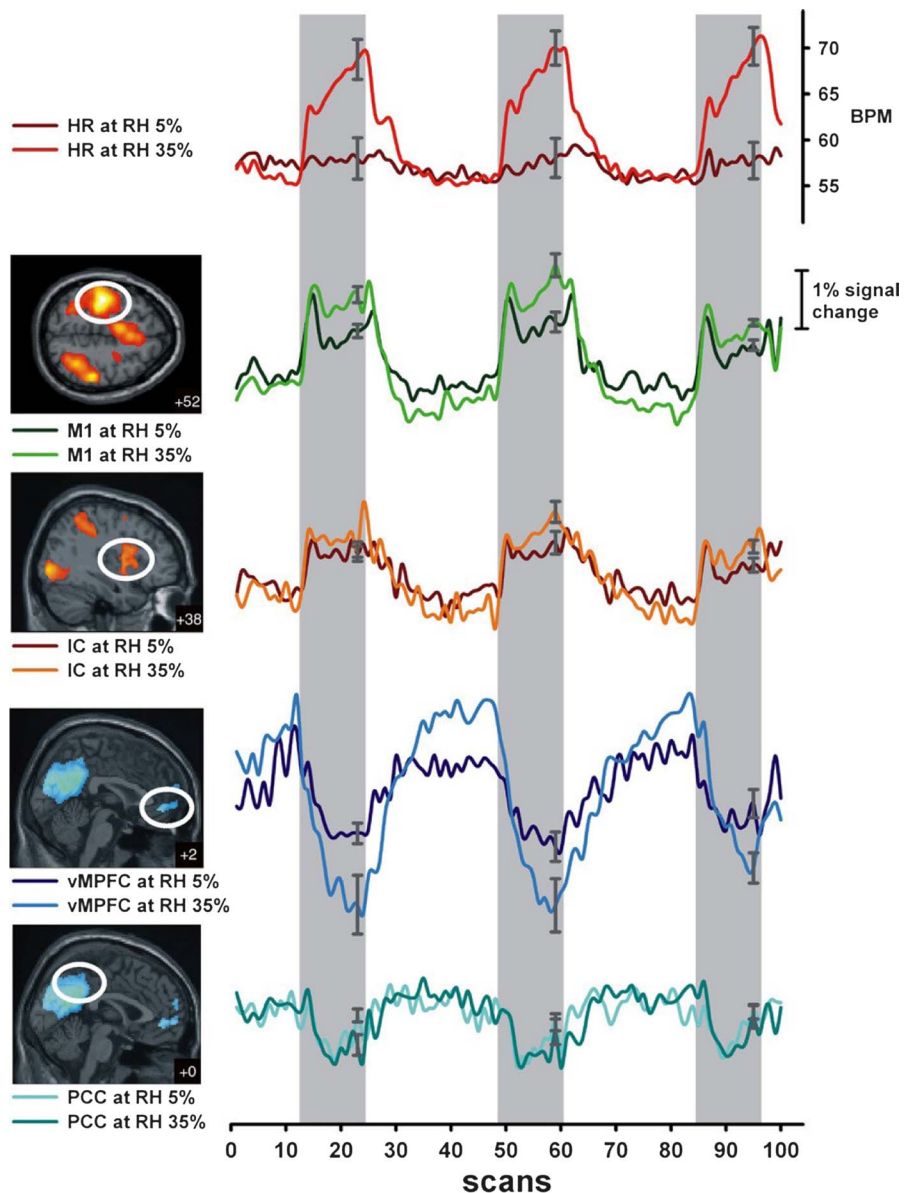 70
65
BPM
60
55
HR at RH 5%
HR at RH 35%
1% signal
change
+52
M1 at RH 5%
M1 at RH 35%
+38
IC at RH 5%
IC at RH 35%
+2
vMPFC at RH 5%
vMPFC at RH 35%
+0
PCC at RH 5%
PCC at RH 35%
0 10 20 30 40 50 60 70 80 90 100
scans